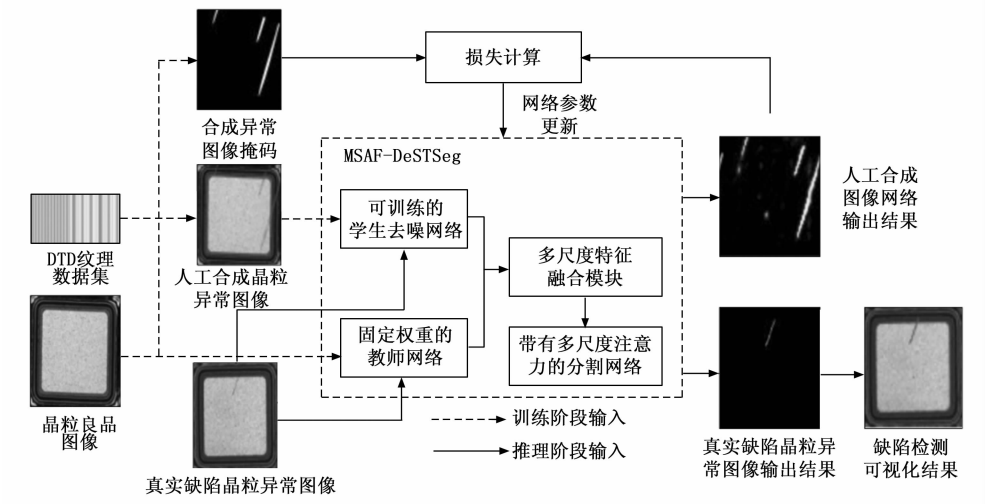 损失计算
网络参数
更新
合成异常
图像掩码
MSAF-DeSTSeg
人工合成
图像网络
输出结果
可训练的
学生去噪网络
DTD纹理
数据集
人工合成晶粒
异常图像
多尺度特征
融合模块
固定权重的
教师网络
带有多尺度注意
力的分割网络
晶粒良品
图像
训练阶段输入
推理阶段输入
真实缺陷晶粒异常图像
真实缺陷晶粒异
常图像输出结果
缺陷检测
可视化结果